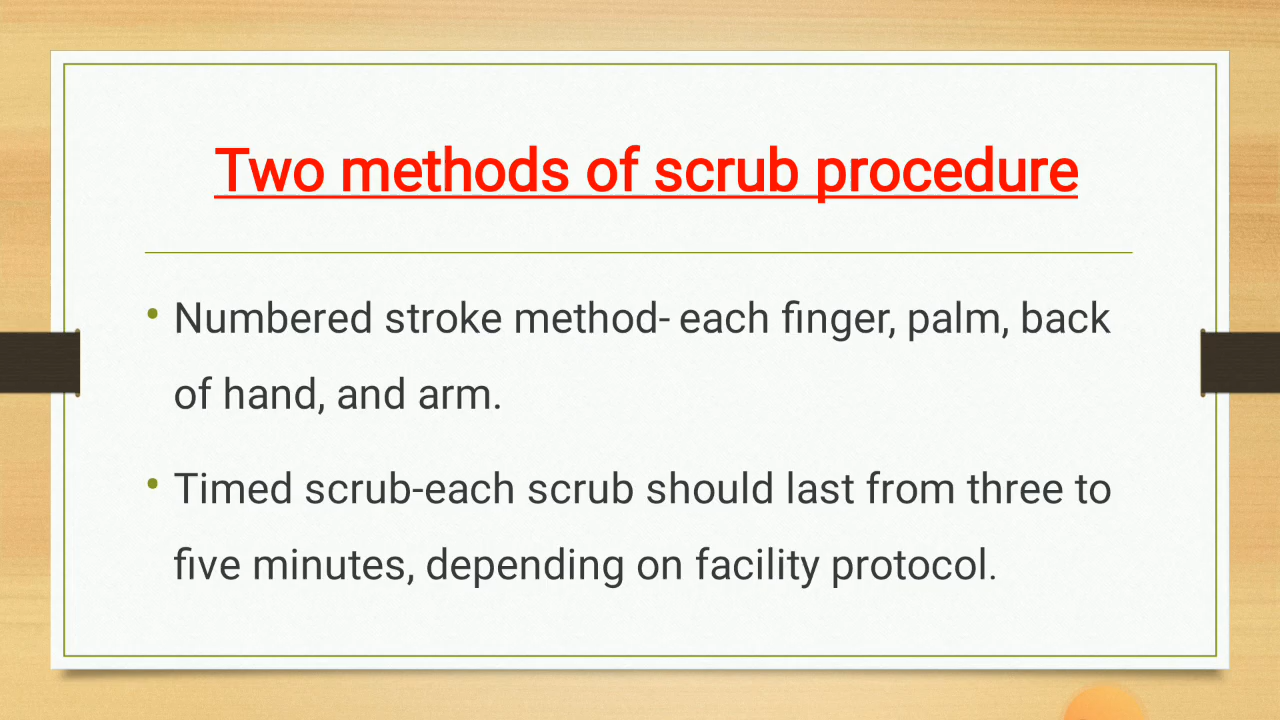 Two methods of scrub procedure
• Numbered stroke method- each finger, palm, back
of hand, and arm.
• Timed scrub-each scrub should last from three to
five minutes, depending on facility protocol.